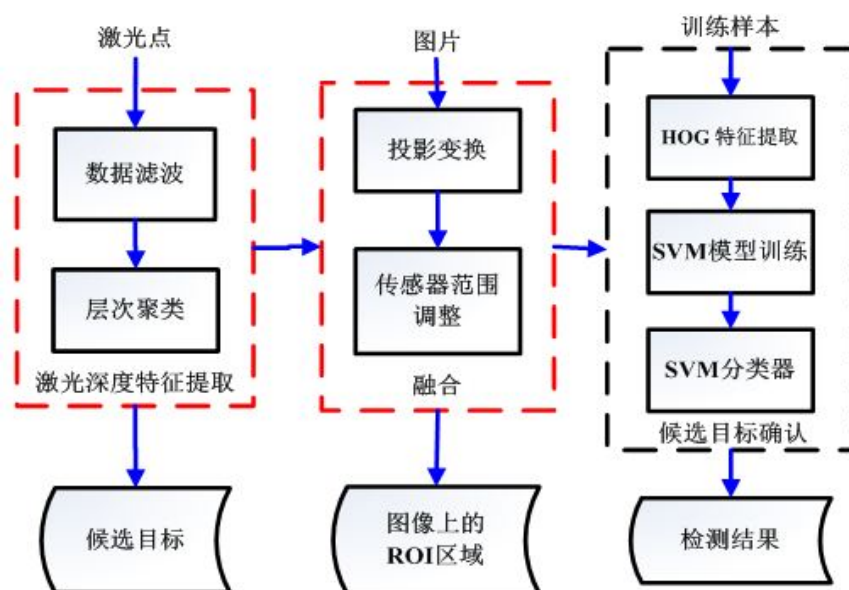 激光点
数据滤波
层次聚类
激光深度特征提取
候选目标
图片
投影变换
传感器范围
调整
融合
图像上的
ROI区域
训练样本
HOG 特征提取
SVM模型训练
SVM分类器
候选目标确认
检测结果